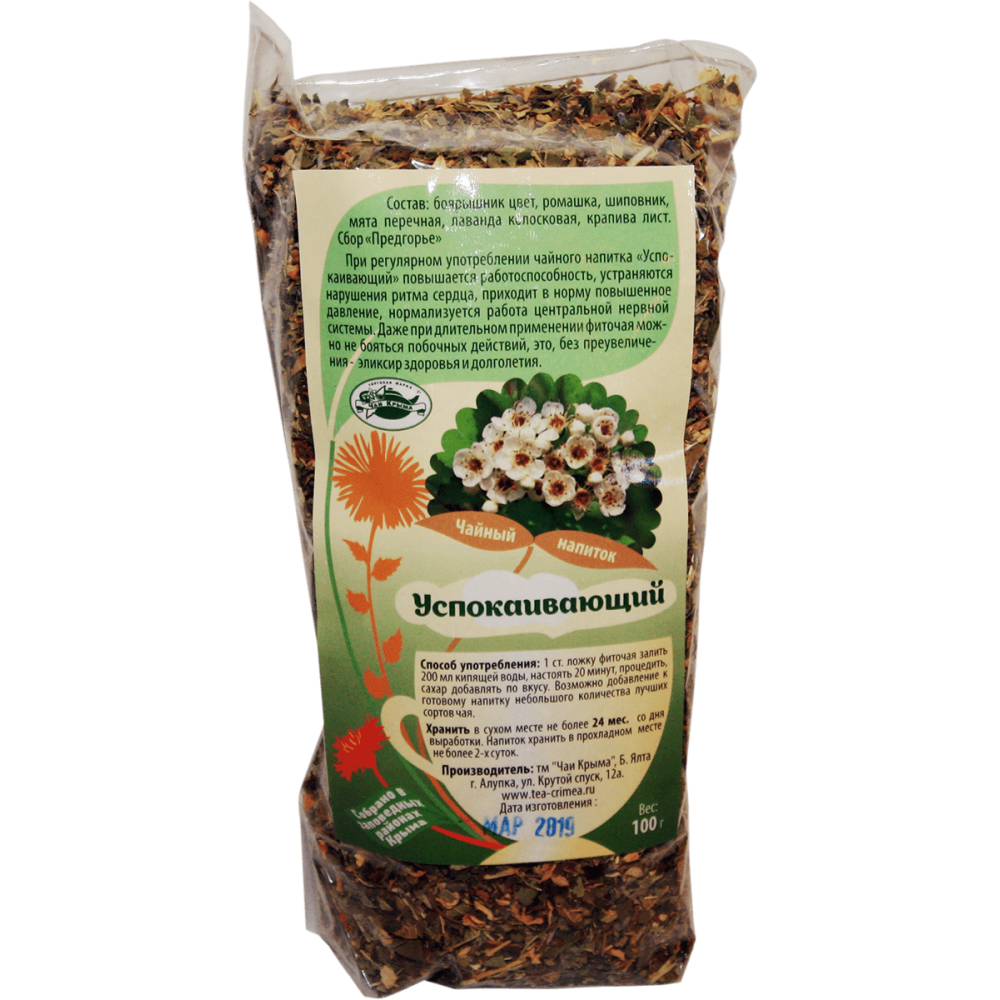 Состав: боярышник цвет, ромашка, шиповник,
мята перечная, лаванда колосковая, крапива лист.
Сбор «Предгорье»
При регулярном употреблении чайного напитка «Успо-
каивающий» повышается работоспособность, устраняются
нарушения ритма сердца, приходит в норму повышенное
давление, нормализуется работа центральной нервной
системы. Даже при длительном применении фиточая мож-
но не бояться побочных действий, это, без преувеличе-
ния - эликсир здоровья и долголетия.
ТОРГОВАЯ МАРКА
Чаи Крыма
Чайный напиток
Успокаивающий
Способ употребления: 1 ст. ложку фиточая залить
200 мл кипящей воды, настоять 20 минут, процедить,
сахар добавлять по вкусу. Возможно добавление к
готовому напитку небольшого количества лучших
сортов чая.
Хранить в сухом месте не более 24 мес. со дня
выработки. Напиток хранить в прохладном месте
не более 2-х суток.
Производитель: тм "Чаи Крыма", Б. Ялта
г. Алупка, ул. Крутой спуск, 12а.
www.tea-crimea.ru
Дата изготовления :
МАР 2019
Вес:
100 г
Собрано в
заповедных
районах
Крыма